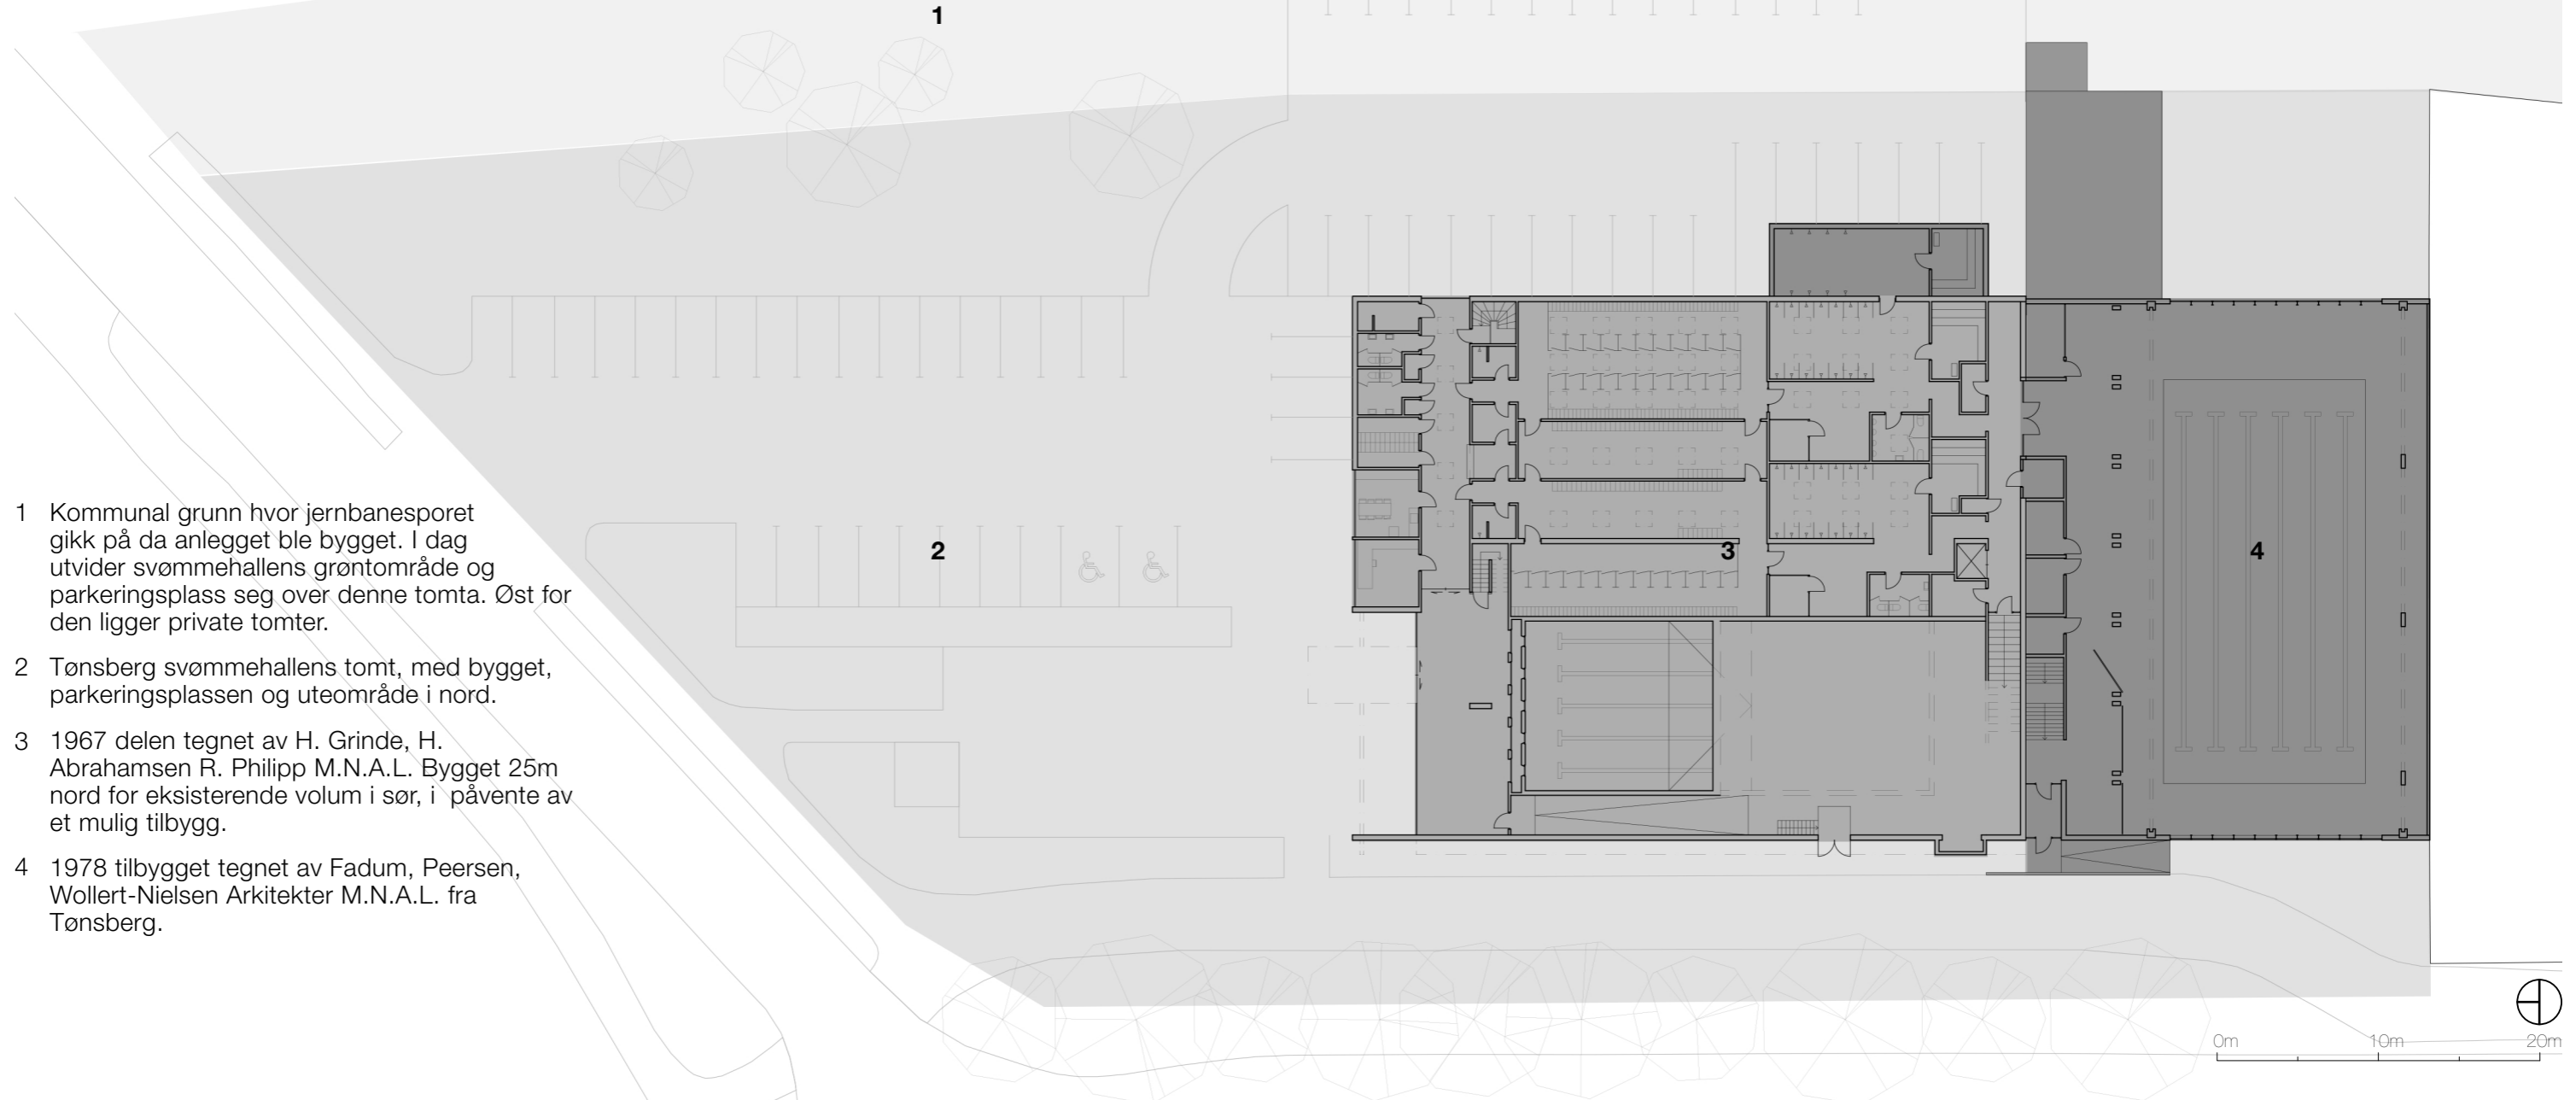 1
1 Kommunal grunn hvor jernbanesporet
gikk på da anlegget ble bygget. I dag
utvider svømmehallens grøntområde og
parkeringsplass seg over denne tomta. Øst for
den ligger private tomter.
2 Tønsberg svømmehallens tomt, med bygget,
parkeringsplassen og uteområde i nord.
3 1967 delen tegnet av H. Grinde, H.
Abrahamsen R. Philipp M.N.A.L. Bygget 25m
nord for eksisterende volum i sør, i påvente av
et mulig tilbygg.
4 1978 tilbygget tegnet av Fadum, Peersen,
Wollert-Nielsen Arkitekter M.N.A.L. fra
Tønsberg.
2
3
4
0m 10m 20m